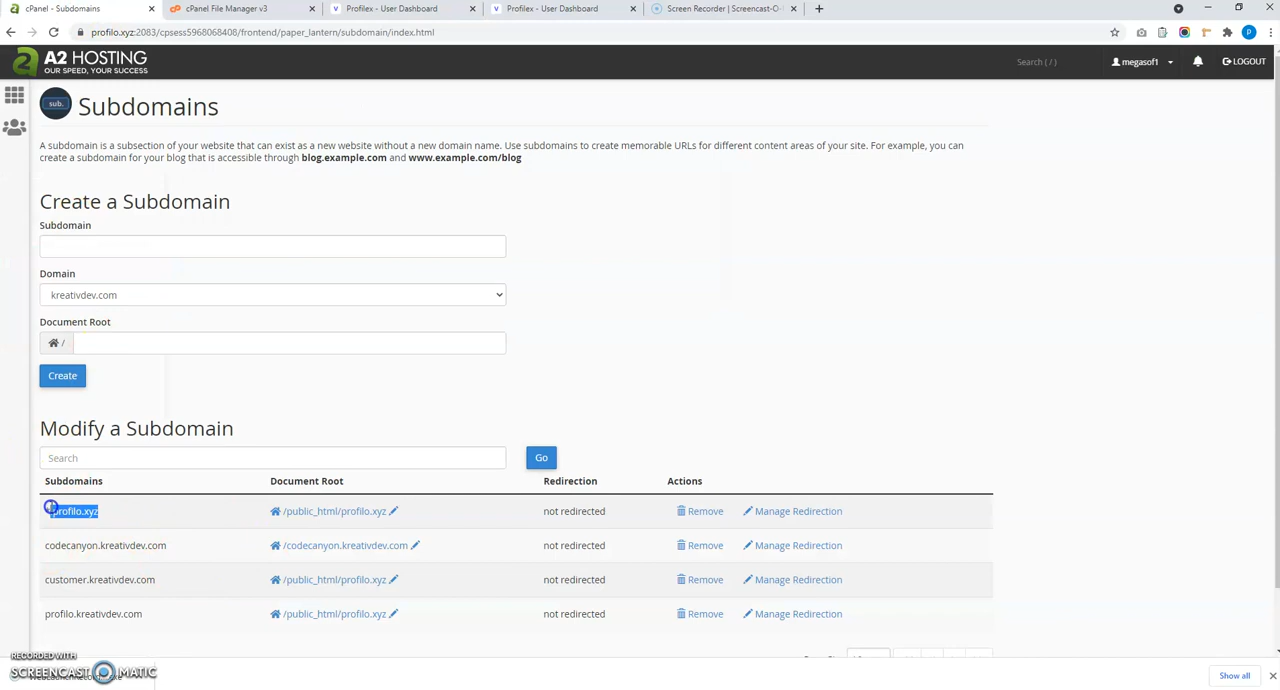 cPanel - Subdomains
cPanel File Manager v3
Profilex - User Dashboard
Profilex - User Dashboard
Screen Recorder | Screencast-O-
profilo.xyz:2083/cpsess5968068408/frontend/paper_lantern/subdomain/index.html
A2 HOSTING
OUR SPEED, YOUR SUCCESS
Search ( / )
megasof1
LOGOUT
sub.
Subdomains
A subdomain is a subsection of your website that can exist as a new website without a new domain name. Use subdomains to create memorable URLs for different content areas of your site. For example, you can
create a subdomain for your blog that is accessible through blog.example.com and www.example.com/blog
Create a Subdomain
Subdomain
Domain
kreativdev.com
Document Root
/
Create
Modify a Subdomain
Search
Go
Subdomains Document Root Redirection Actions
profilo.xyz /public_html/profilo.xyz not redirected Remove Manage Redirection
codecanyon.kreativdev.com /codecanyon.kreativdev.com not redirected Remove Manage Redirection
customer.kreativdev.com /public_html/profilo.xyz not redirected Remove Manage Redirection
profilo.kreativdev.com /public_html/profilo.xyz not redirected Remove Manage Redirection
RECORDED WITH
SCREENCAST MATIC
Show all